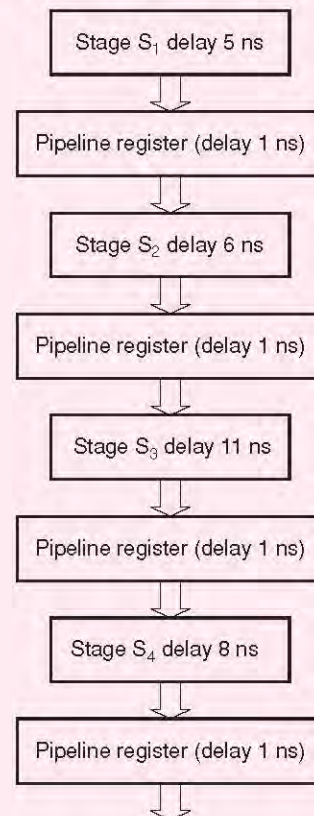 Stage S₁ delay 5 ns
Pipeline register (delay 1 ns)
Stage S₂ delay 6 ns
Pipeline register (delay 1 ns)
Stage S₃ delay 11 ns
Pipeline register (delay 1 ns)
Stage S₄ delay 8 ns
Pipeline register (delay 1 ns)